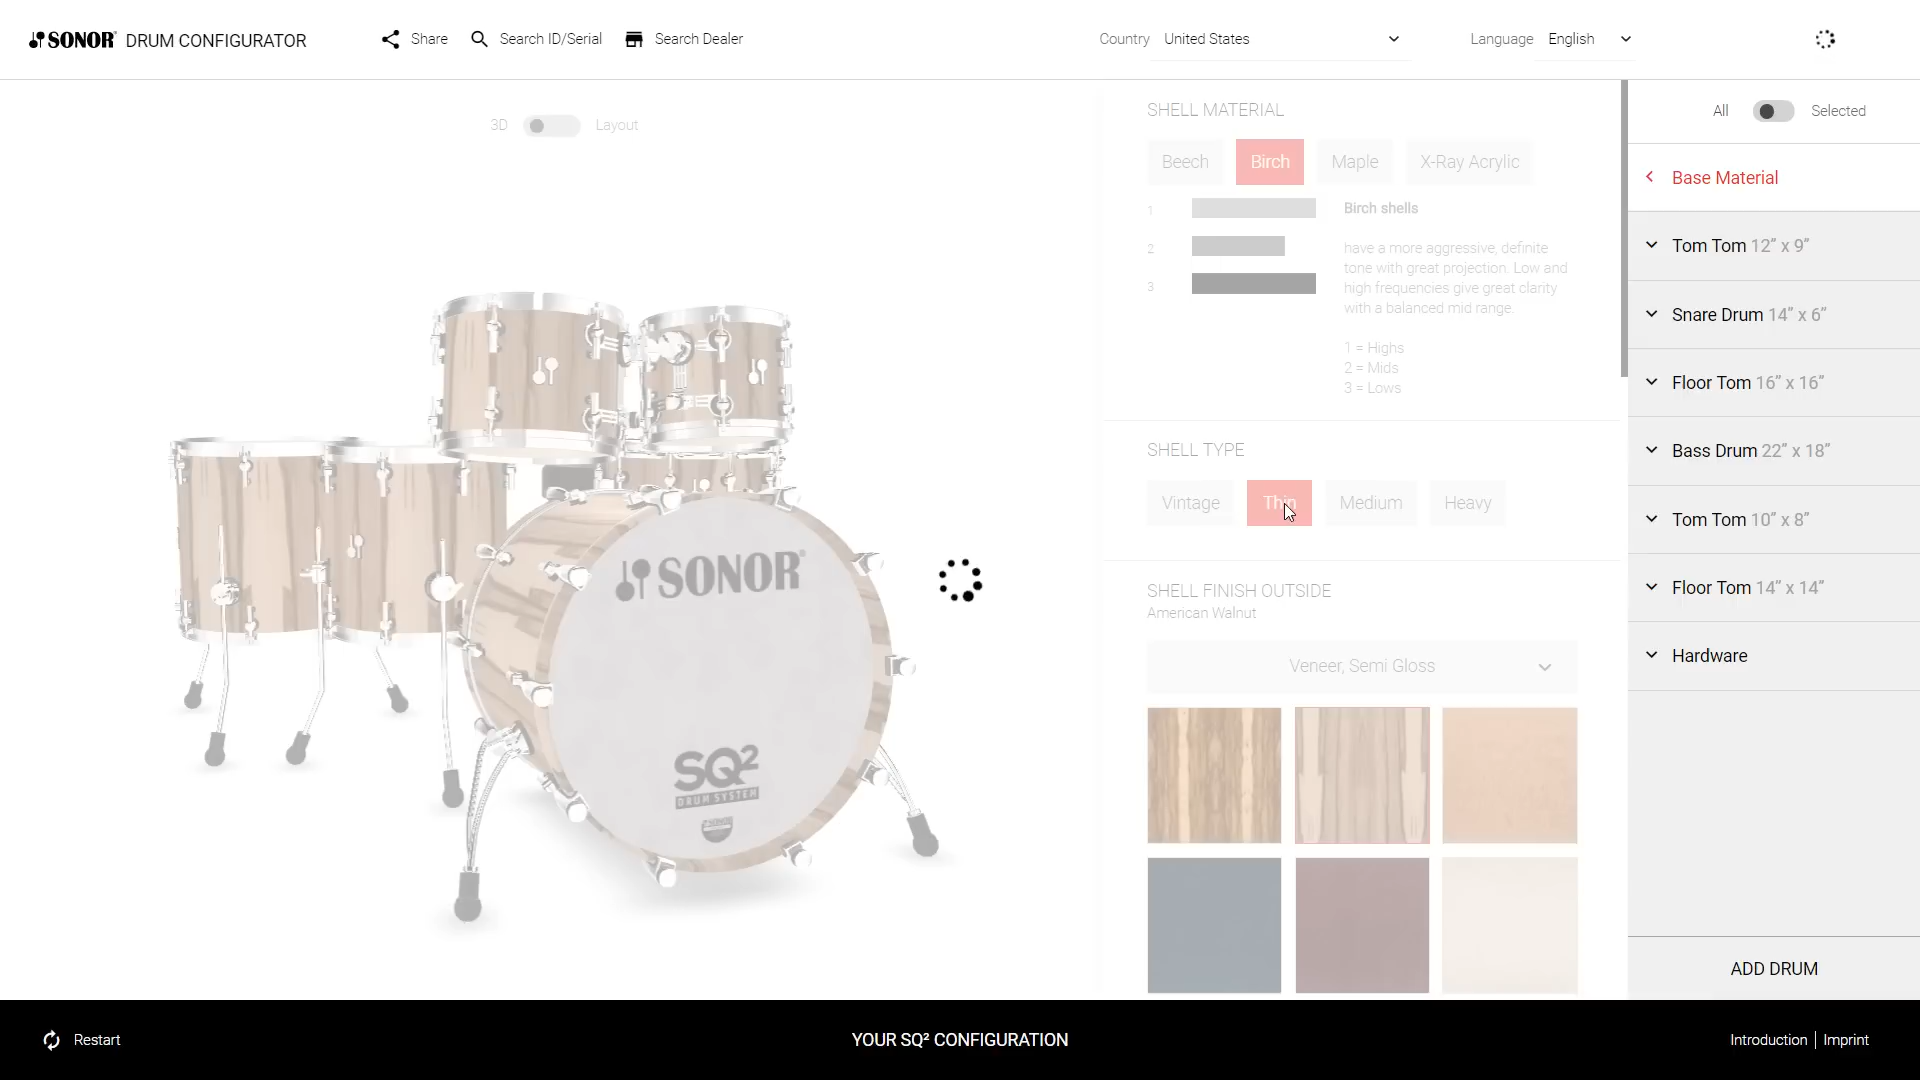 SONOR DRUM CONFIGURATOR
Share
Search ID/Serial
Search Dealer
Country United States
Language English
3D Layout
SHELL MATERIAL
Beech Birch Maple X-Ray Acrylic
1
2
3
Birch shells
have a more aggressive, definite
tone with great projection. Low and
high frequencies give great clarity
with a balanced mid range.
1 = Highs
2 = Mids
3 = Lows
SHELL TYPE
Vintage Thin Medium Heavy
SHELL FINISH OUTSIDE
American Walnut
Veneer, Semi Gloss
All Selected
Base Material
Tom Tom 12” x 9”
Snare Drum 14” x 6”
Floor Tom 16” x 16”
Bass Drum 22” x 18”
Tom Tom 10” x 8”
Floor Tom 14” x 14”
Hardware
ADD DRUM
SONOR
SQ2
DRUM SYSTEM
Restart
YOUR SQ² CONFIGURATION
Introduction | Imprint